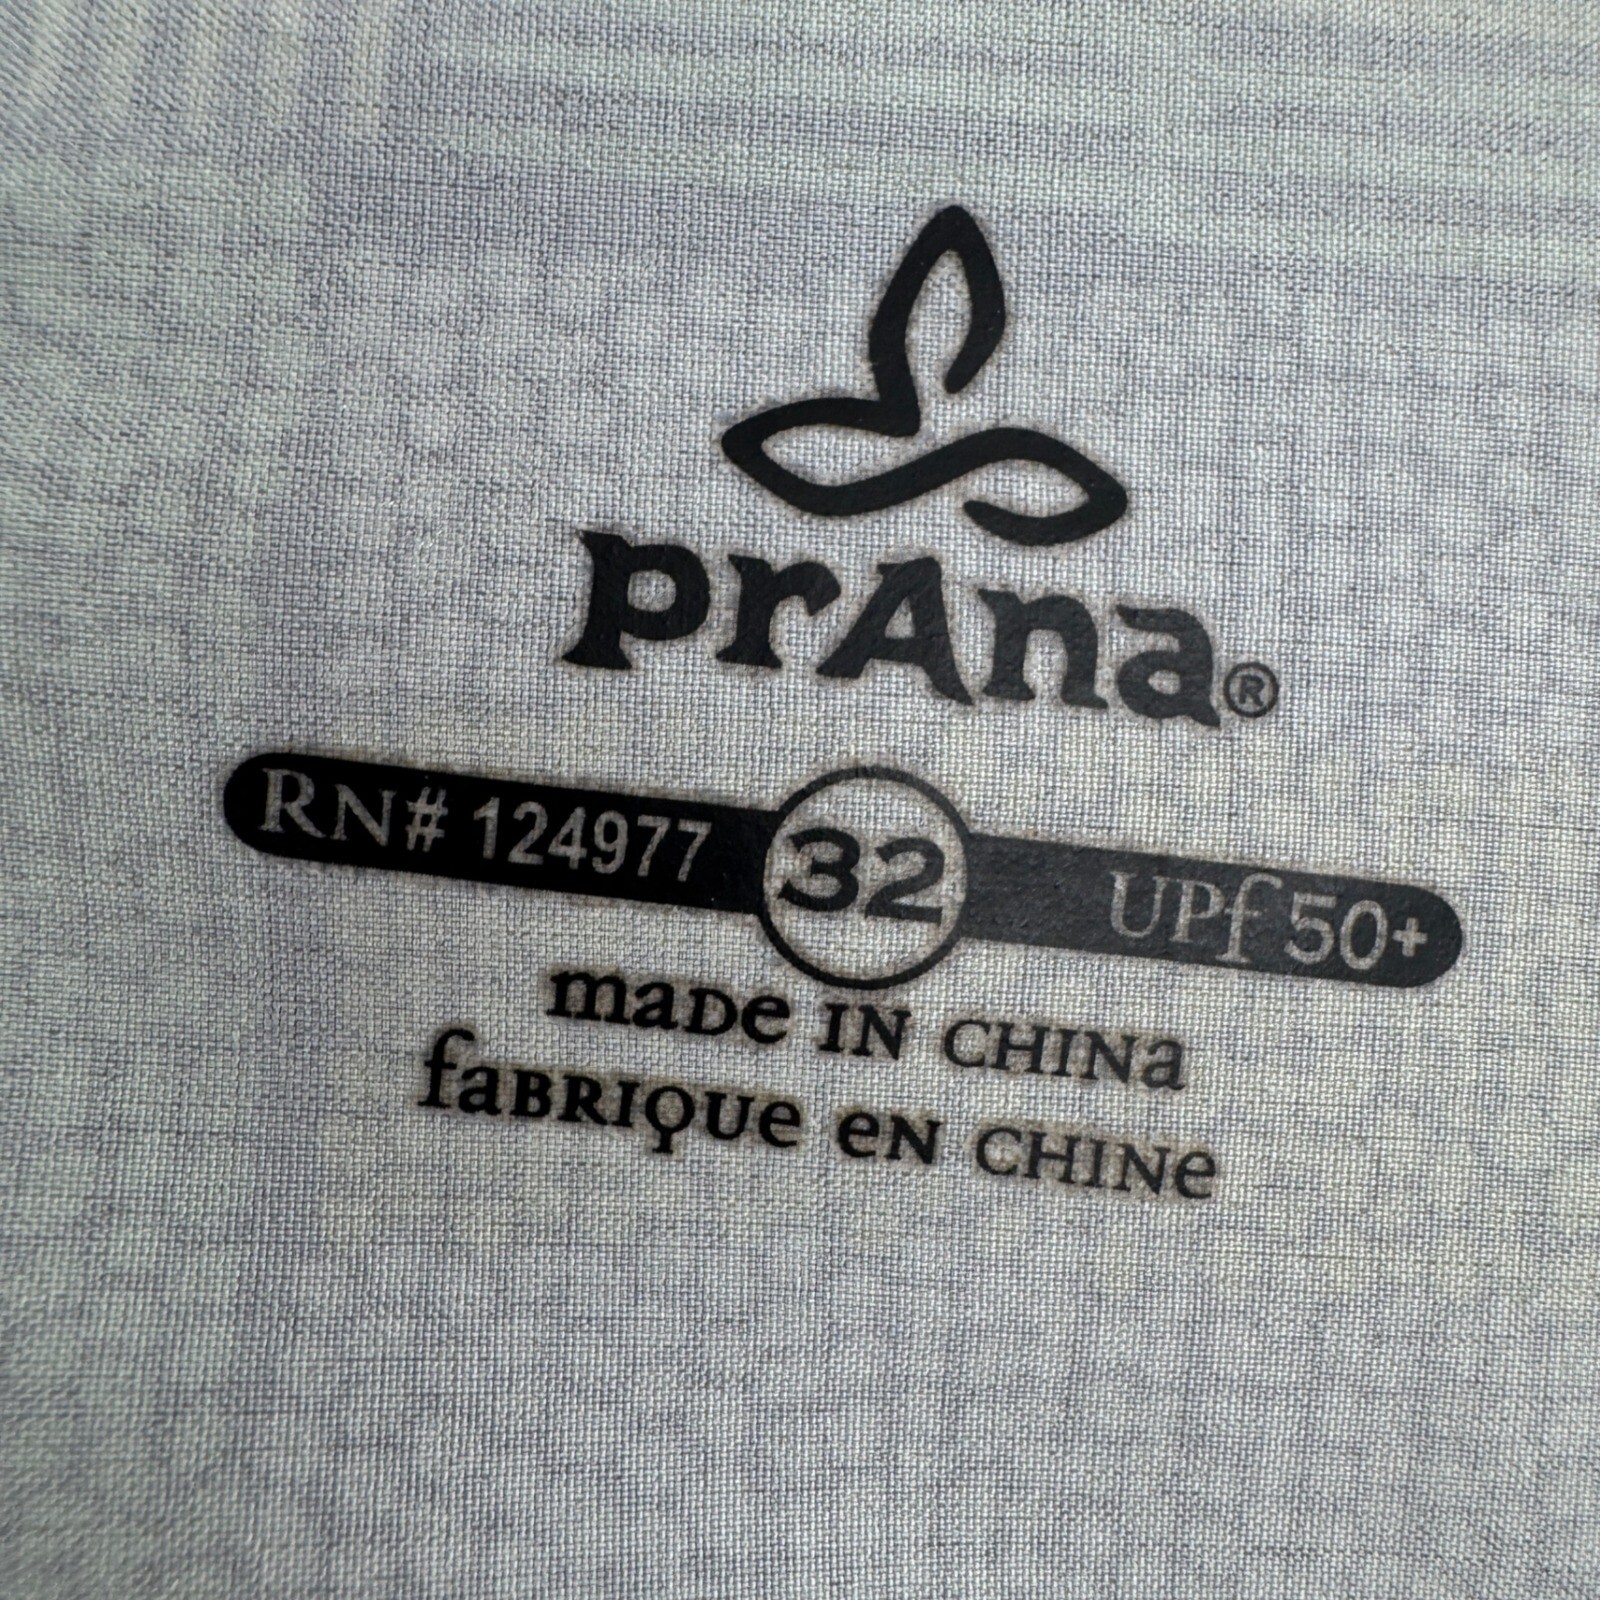 prAna®
RN# 124977 32 UPf 50+
made IN CHINa
faBRIQUe eN CHINe